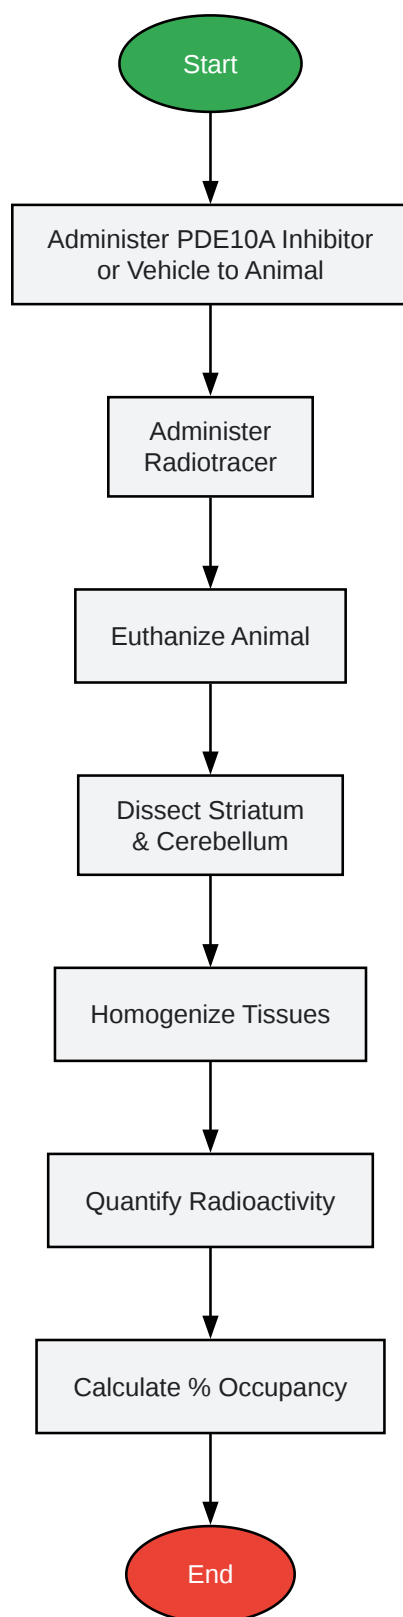 Start
Administer PDE10A Inhibitor
or Vehicle to Animal
Administer
Radiotracer
Euthanize Animal
Dissect Striatum
& Cerebellum
Homogenize Tissues
Quantify Radioactivity
Calculate % Occupancy
End